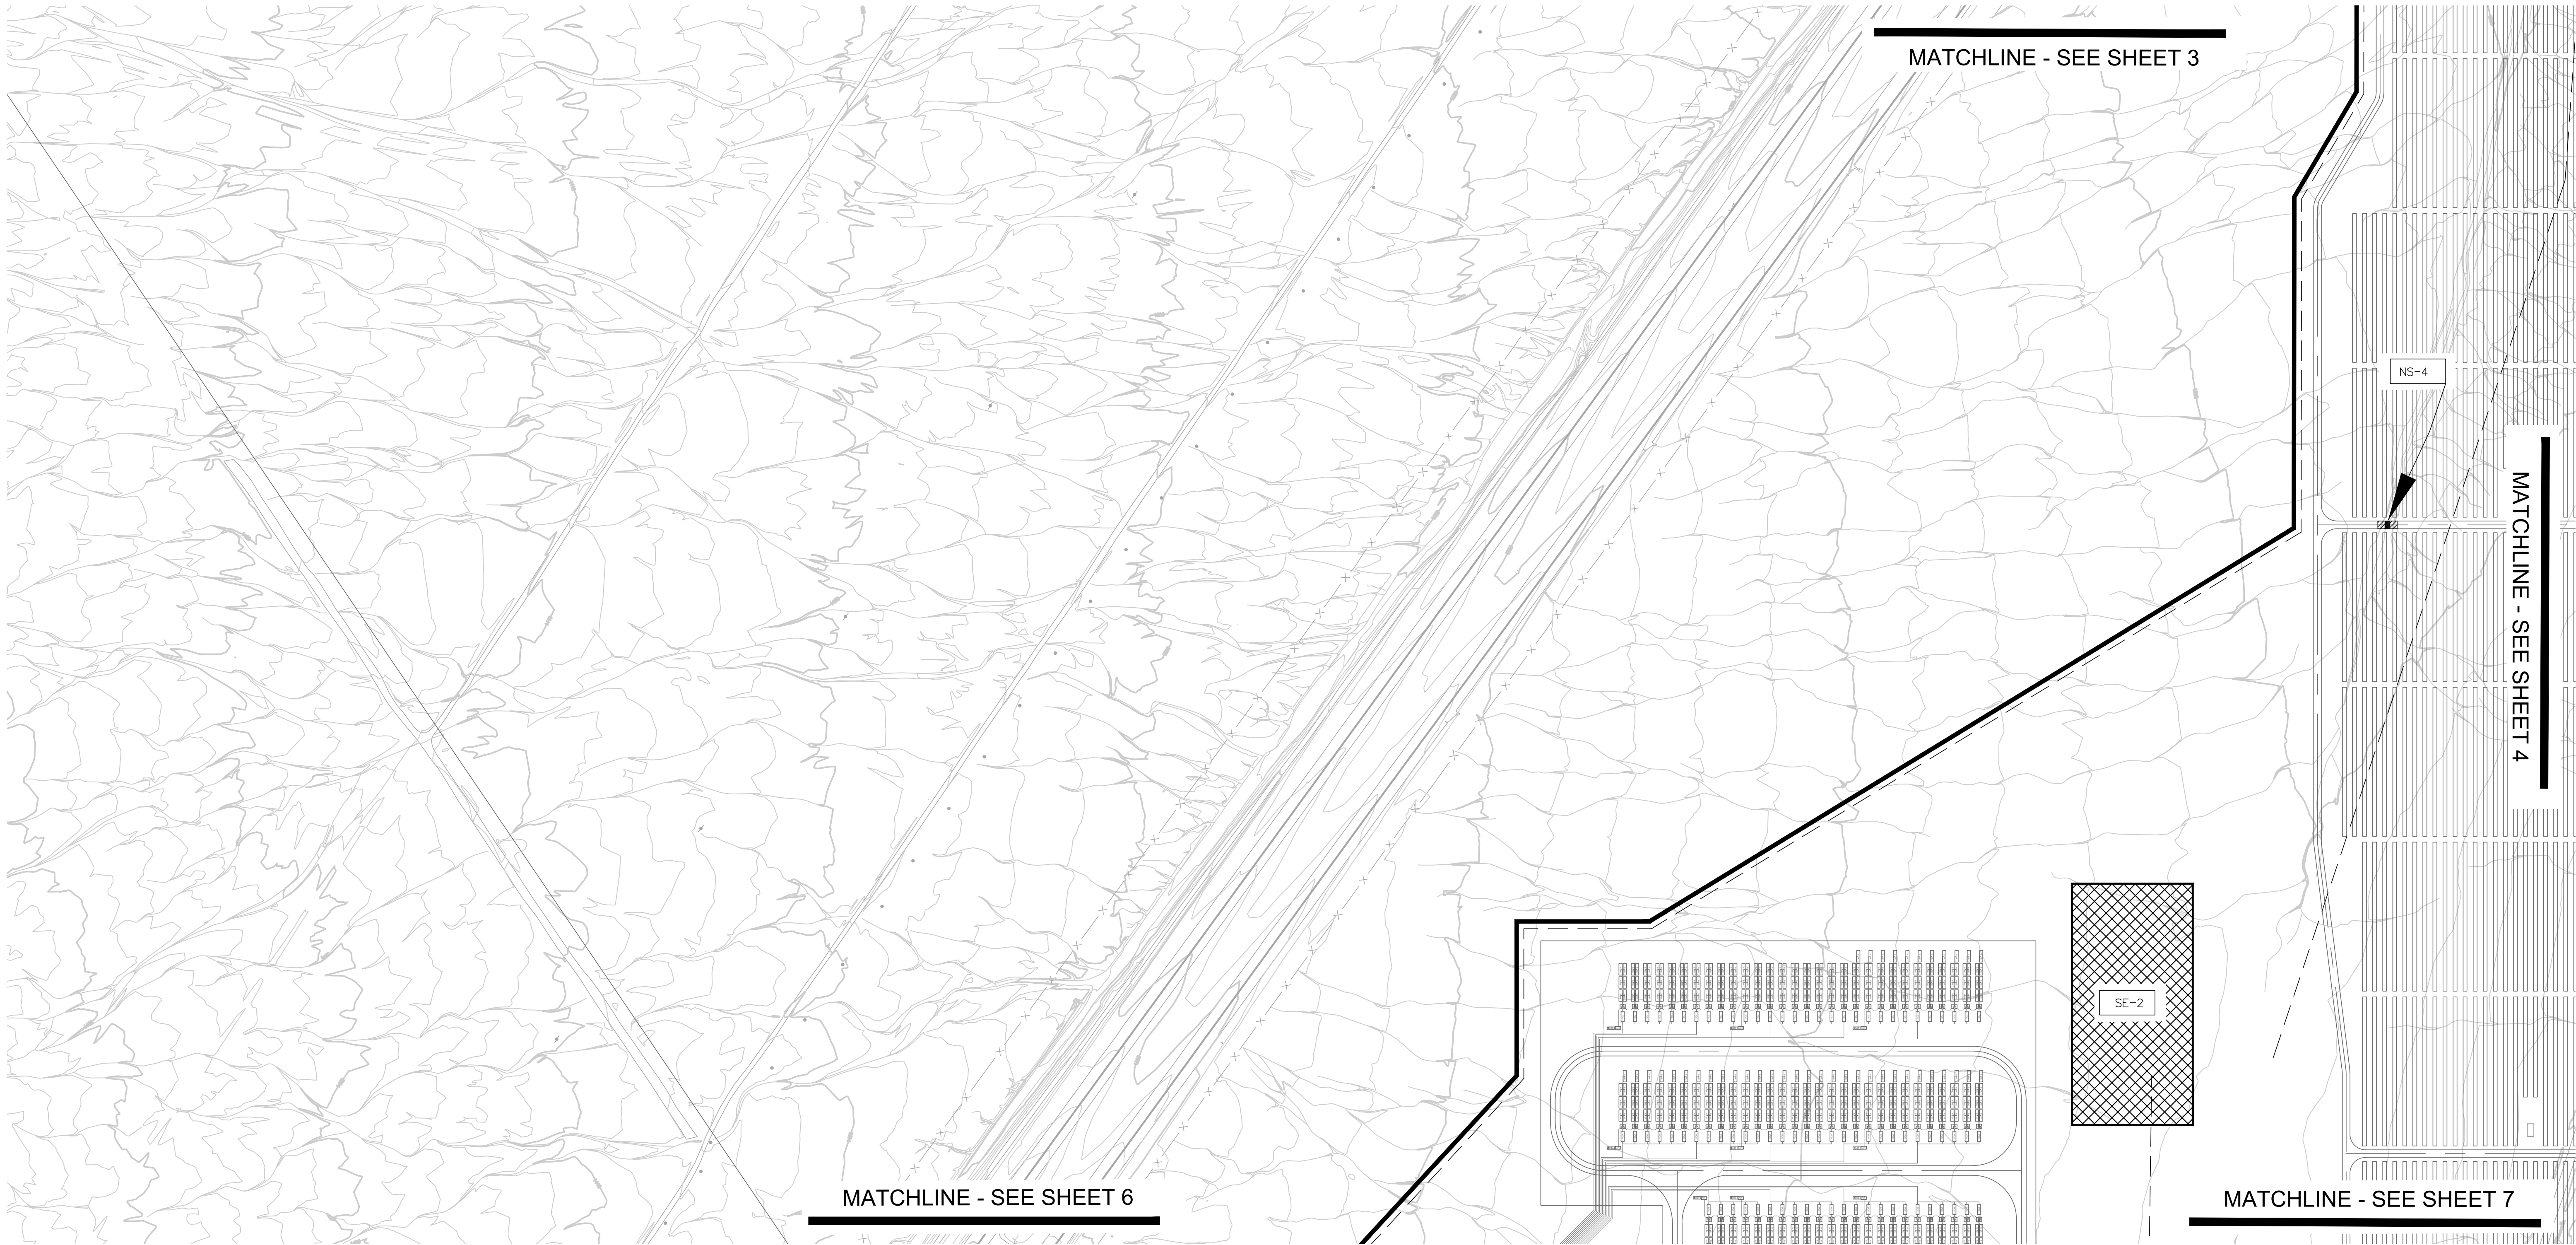 MATCHLINE - SEE SHEET 3
NS-4
MATCHLINE - SEE SHEET 4
SE-2
MATCHLINE - SEE SHEET 6
MATCHLINE - SEE SHEET 7